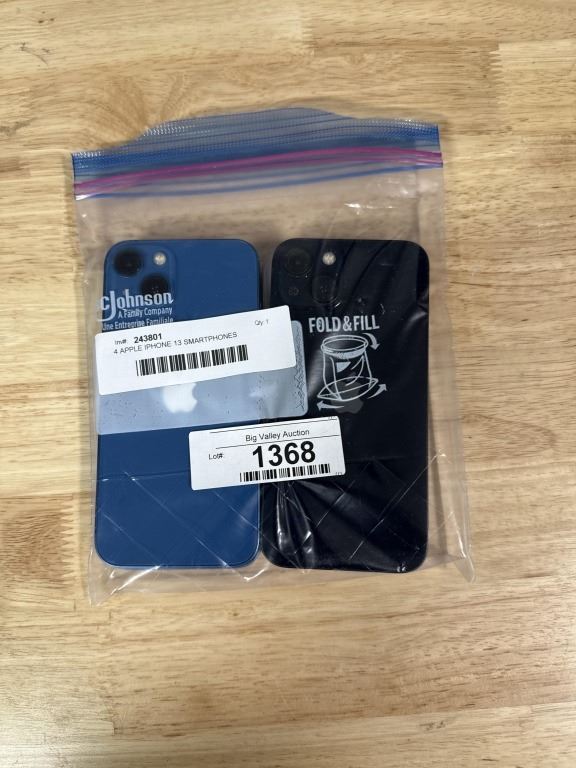 cJohnson
A Family Company
Une Entreprise Familiale
Inv#: 243801
Qty: 1
4 APPLE IPHONE 13 SMARTPHONES
FOLD & FILL
Big Valley Auction
Lot#: 1368